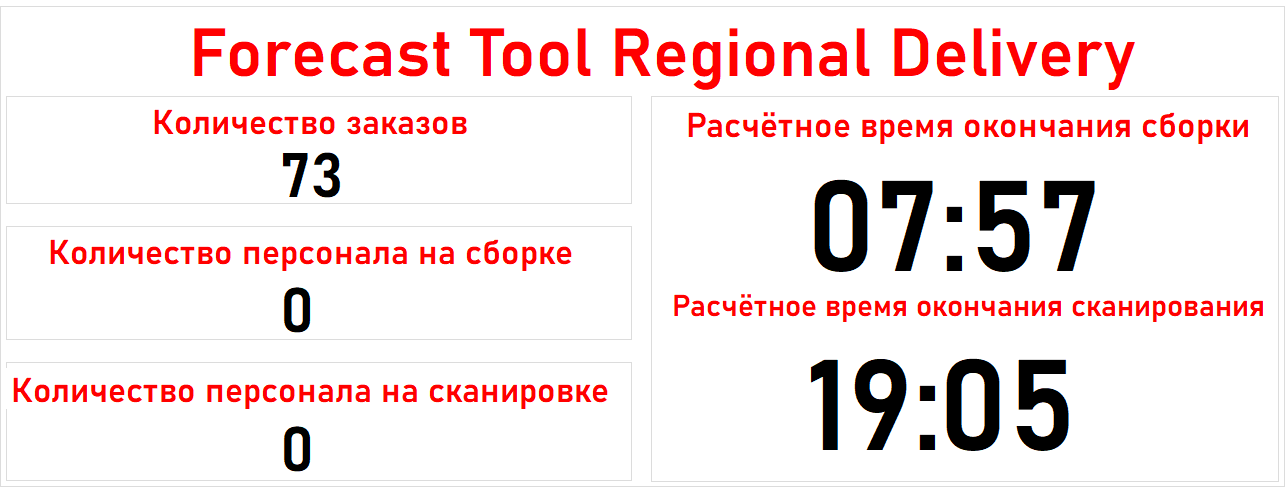 Forecast Tool Regional Delivery
Количество заказов
73
Количество персонала на сборке
0
Количество персонала на сканировке
0
Расчётное время окончания сборки
07:57
Расчётное время окончания сканирования
19:05